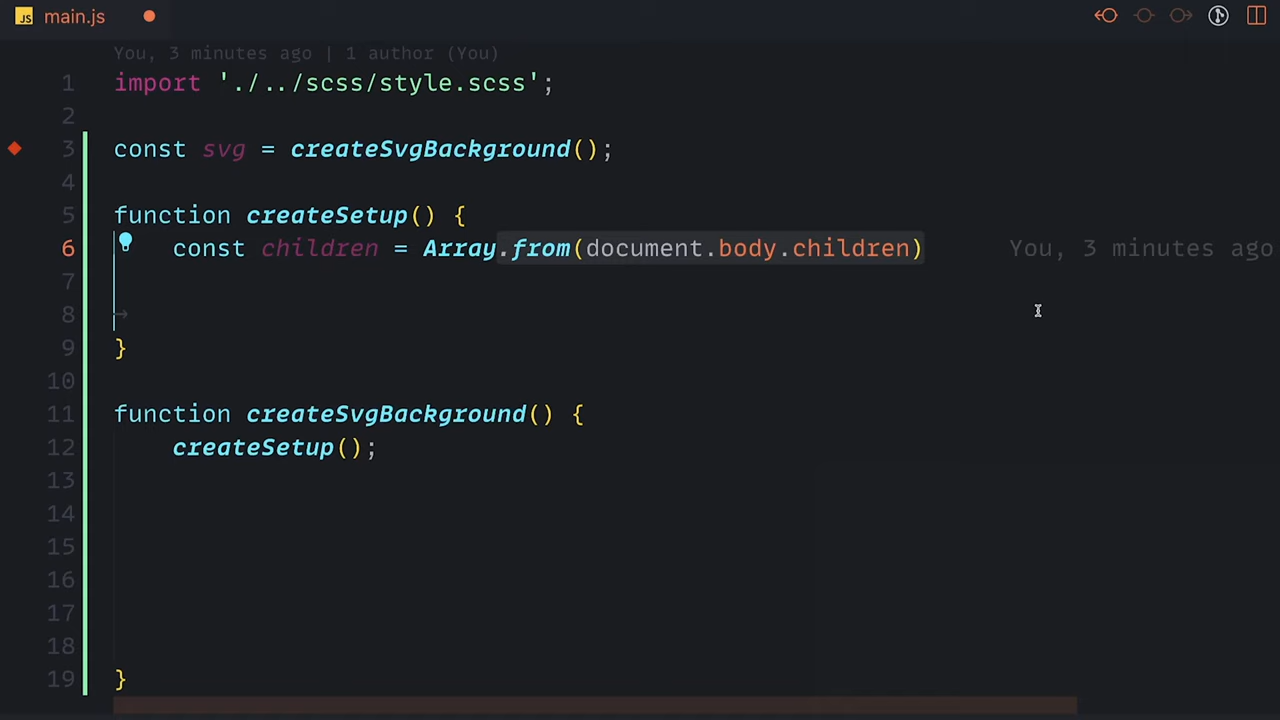 JS main.js
You, 3 minutes ago | 1 author (You)
1 import './../scss/style.scss';
2
3 const svg = createSvgBackground();
4
5 function createSetup() {
6 const children = Array.from(document.body.children) You, 3 minutes ago
7
8
9 }
10
11 function createSvgBackground() {
12 createSetup();
13
14
15
16
17
18
19 }